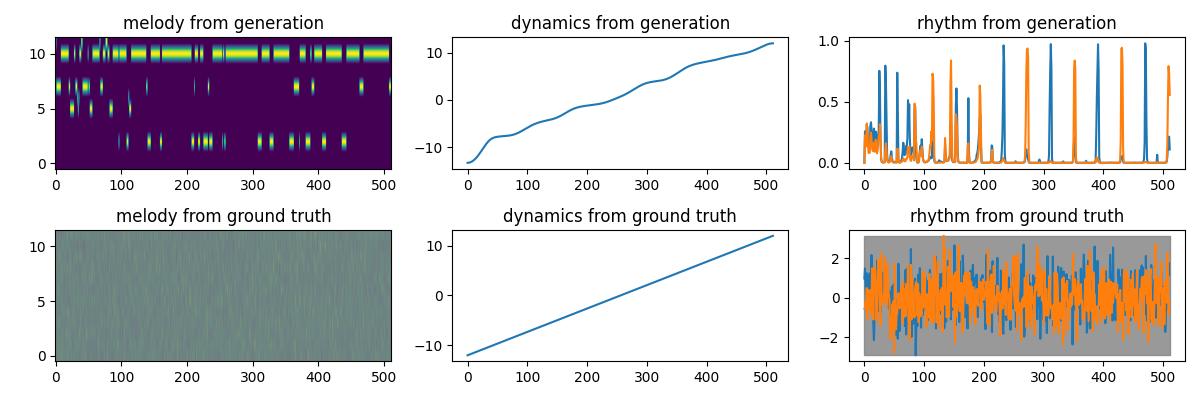 melody from generation
10
5
0
0 100 200 300 400 500
dynamics from generation
10
0
−10
0 100 200 300 400 500
rhythm from generation
1.0
0.5
0.0
0 100 200 300 400 500
melody from ground truth
10
5
0
0 100 200 300 400 500
dynamics from ground truth
10
0
−10
0 100 200 300 400 500
rhythm from ground truth
2
0
−2
0 100 200 300 400 500